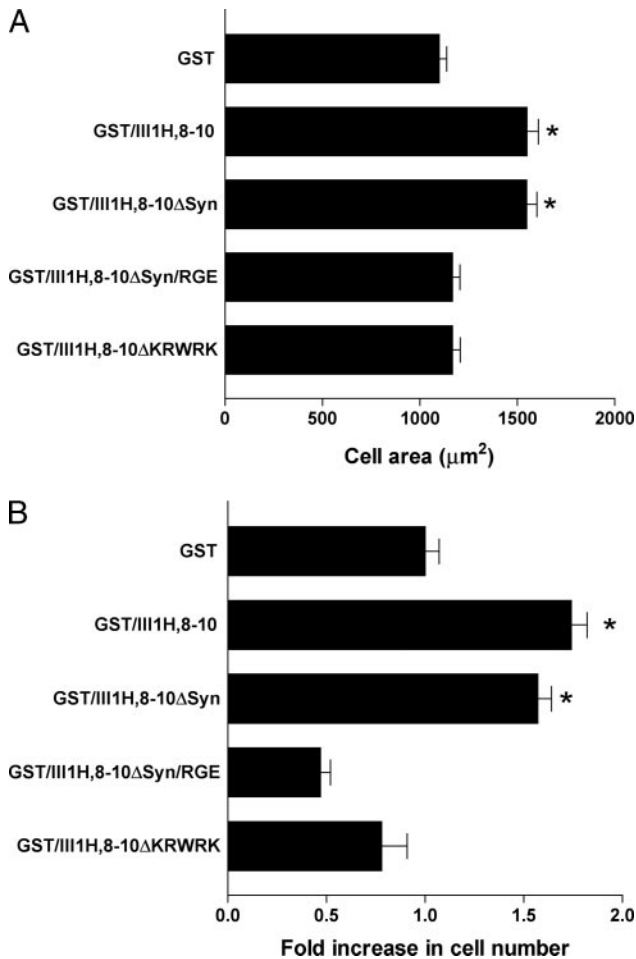 A
GST
GST/III1H,8-10
*
GST/III1H,8-10ΔSyn
*
GST/III1H,8-10ΔSyn/RGE
GST/III1H,8-10ΔKRWRK
0 500 1000 1500 2000
Cell area (μm²)
B
GST
GST/III1H,8-10
*
GST/III1H,8-10ΔSyn
*
GST/III1H,8-10ΔSyn/RGE
GST/III1H,8-10ΔKRWRK
0.0 0.5 1.0 1.5 2.0
Fold increase in cell number